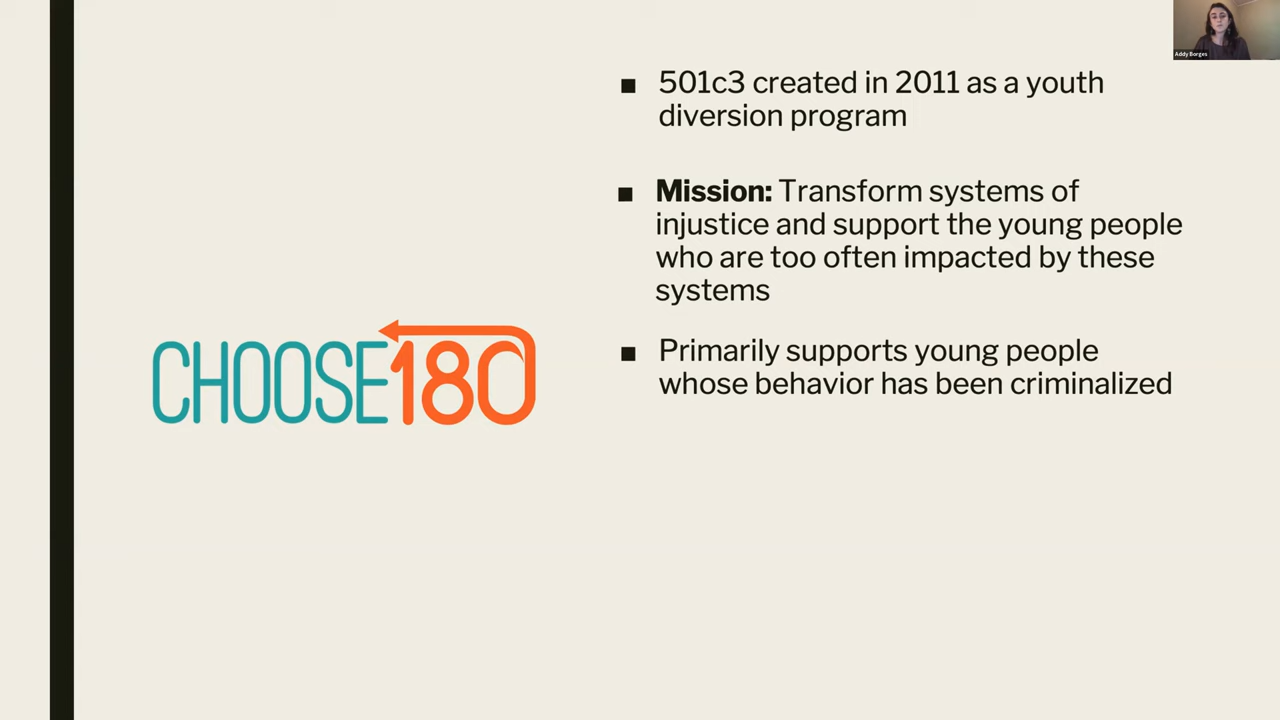 Addy Borges
■ 501c3 created in 2011 as a youth
diversion program
■ Mission: Transform systems of
injustice and support the young people
who are too often impacted by these
systems
CHOOSE180
■ Primarily supports young people
whose behavior has been criminalized